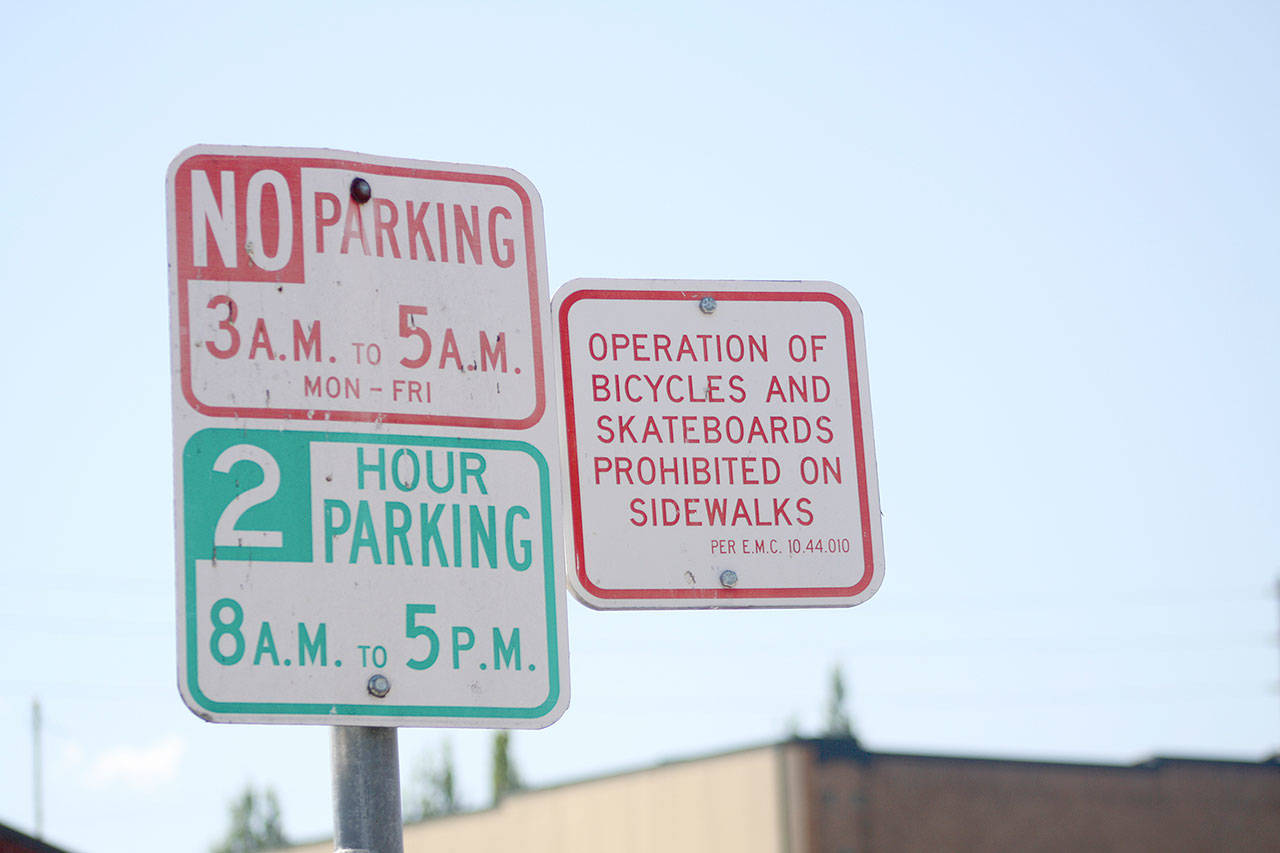 NO PARKING
3 A.M. TO 5 A.M.
MON – FRI
2 HOUR
PARKING
8 A.M. TO 5 P.M.
OPERATION OF
BICYCLES AND
SKATEBOARDS
PROHIBITED ON
SIDEWALKS
PER E.M.C. 10.44.010